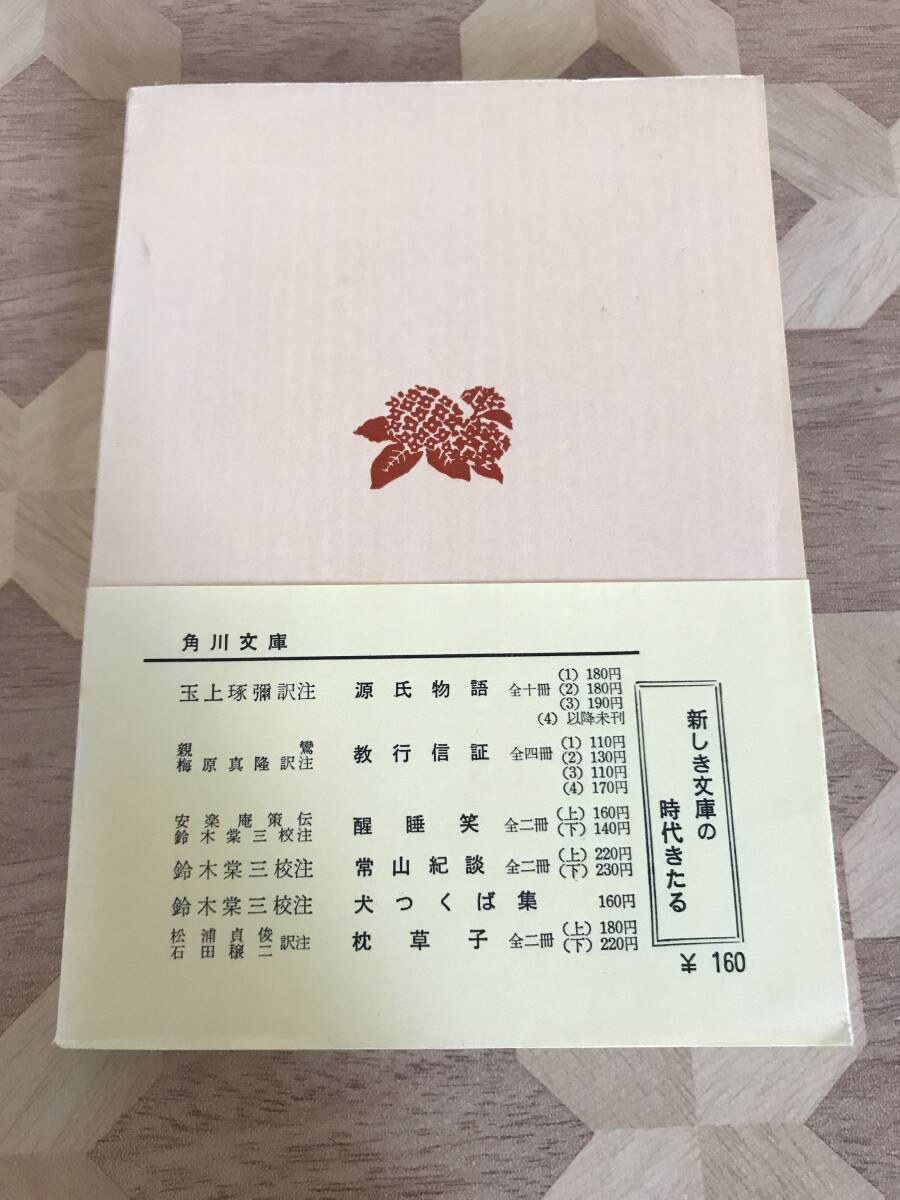 角川文庫
玉上琢彌訳注 源氏物語 全十冊 (1) 180円
(2) 180円
(3) 190円
(4) 以降未刊
親鸞
梅原真隆訳注 教行信証 全四冊 (1) 110円
(2) 130円
(3) 110円
(4) 170円
安楽庵策伝
鈴木棠三校注 醒睡笑 全二冊 (上) 160円
(下) 140円
鈴木棠三校注 常山紀談 全二冊 (上) 220円
(下) 230円
鈴木棠三校注 犬つくば集 160円
松浦貞俊
石田穣二訳注 枕草子 全二冊 (上) 180円
(下) 220円
新しき文庫の
時代きたる
¥ 160